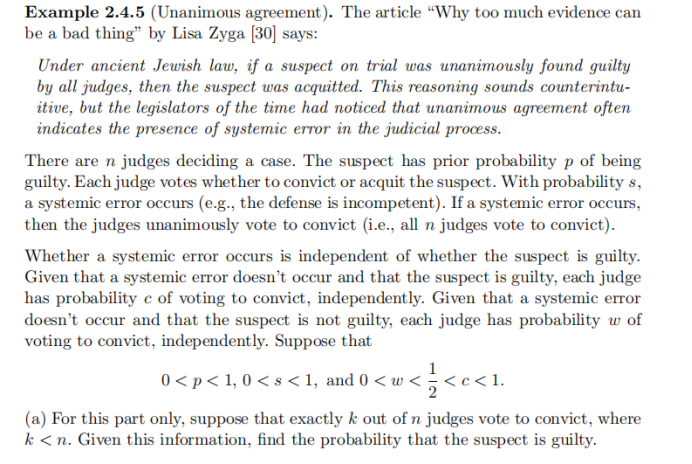 Example 2.4.5 (Unanimous agreement). The article “Why too much evidence can
be a bad thing” by Lisa Zyga [30] says:
Under ancient Jewish law, if a suspect on trial was unanimously found guilty
by all judges, then the suspect was acquitted. This reasoning sounds counterintu-
itive, but the legislators of the time had noticed that unanimous agreement often
indicates the presence of systemic error in the judicial process.
There are n judges deciding a case. The suspect has prior probability p of being
guilty. Each judge votes whether to convict or acquit the suspect. With probability s,
a systemic error occurs (e.g., the defense is incompetent). If a systemic error occurs,
then the judges unanimously vote to convict (i.e., all n judges vote to convict).
Whether a systemic error occurs is independent of whether the suspect is guilty.
Given that a systemic error doesn’t occur and that the suspect is guilty, each judge
has probability c of voting to convict, independently. Given that a systemic error
doesn’t occur and that the suspect is not guilty, each judge has probability w of
voting to convict, independently. Suppose that
0 < p < 1, 0 < s < 1, and 0 < w < 1/2 < c < 1.
(a) For this part only, suppose that exactly k out of n judges vote to convict, where
k < n. Given this information, find the probability that the suspect is guilty.